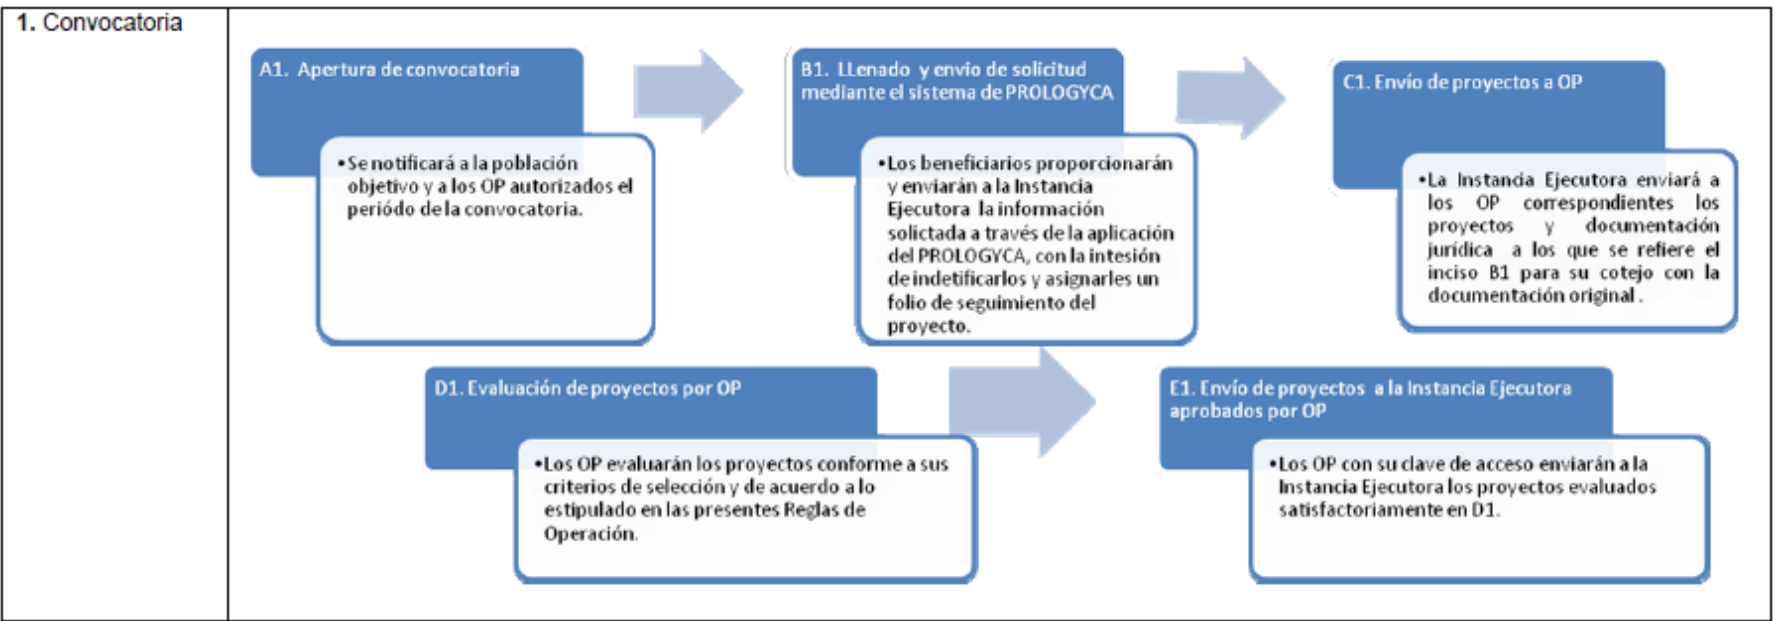 1. Convocatoria
A1. Apertura de convocatoria
•Se notificará a la población
objetivo y a los OP autorizados el
periódo de la convocatoria.
B1. LLenado y envio de solicitud
mediante el sistema de PROLOGYCA
•Los beneficiarios proporcionarán
y enviarán a la Instancia
Ejecutora la información
solictada a través de la aplicación
del PROLOGYCA, con la intesión
de indetificarlos y asignarles un
folio de seguimiento del
proyecto.
C1. Envío de proyectos a OP
•La Instancia Ejecutora enviará a
los OP correspondientes los
proyectos y documentación
jurídica a los que se refiere el
inciso B1 para su cotejo con la
documentación original .
D1. Evaluación de proyectos por OP
•Los OP evaluarán los proyectos conforme a sus
criterios de selección y de acuerdo a lo
estipulado en las presentes Reglas de
Operación.
E1. Envío de proyectos a la Instancia Ejecutora
aprobados por OP
•Los OP con su clave de acceso enviarán a la
Instancia Ejecutora los proyectos evaluados
satisfactoriamente en D1.